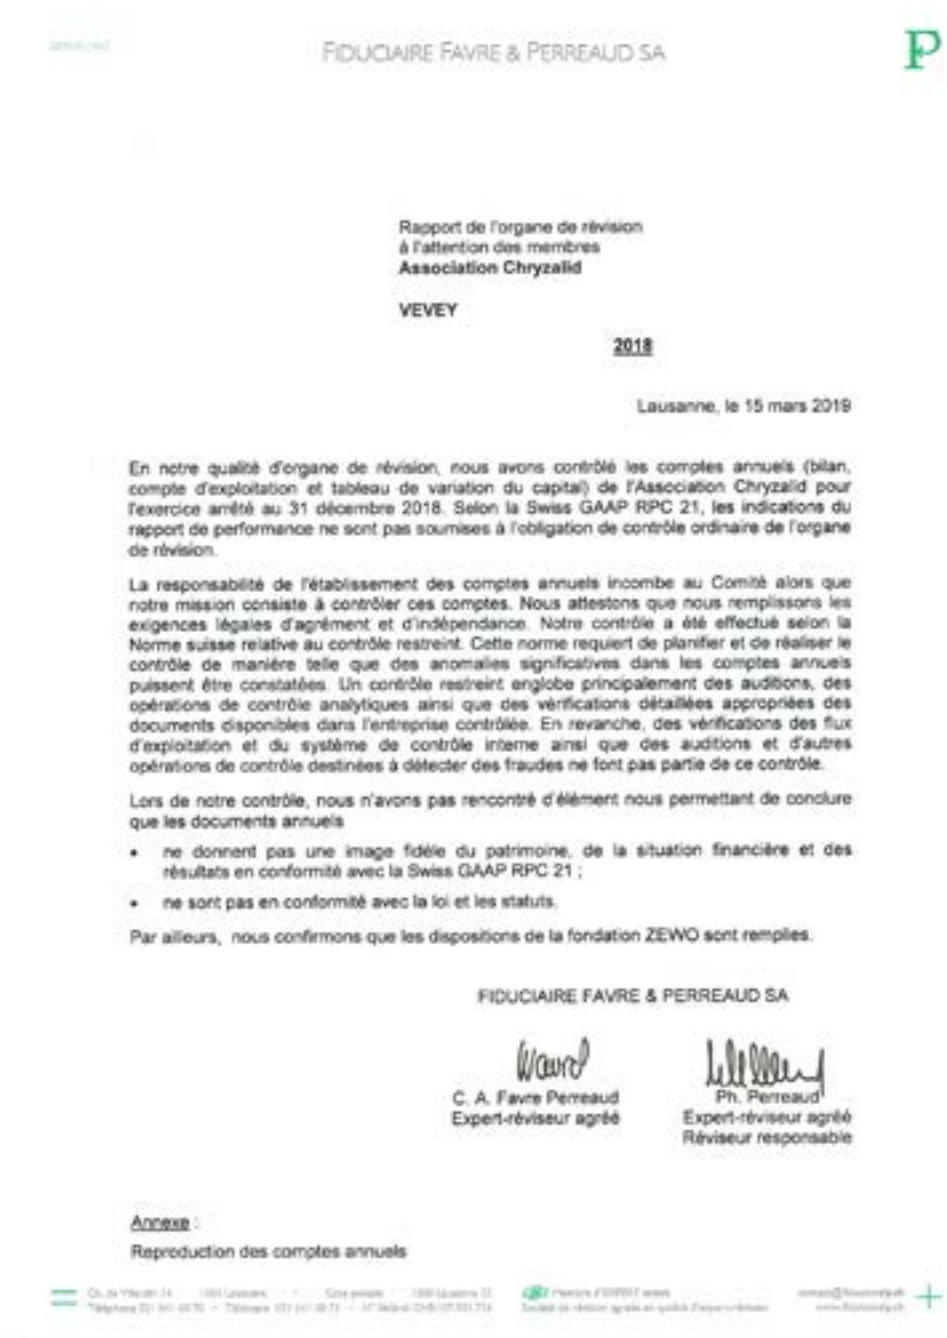 FIDUCIAIRE FAVRE & PERREAUD SA
FP
Rapport de l'organe de révision
à l'attention des membres
Association Chryzalid
VEVEY
2018
Lausanne, le 15 mars 2019
En notre qualité d'organe de révision, nous avons contrôlé les comptes annuels (bilan,
compte d'exploitation et tableau de variation du capital) de l'Association Chryzalid pour
l'exercice arrêté au 31 décembre 2018. Selon la Swiss GAAP RPC 21, les indications du
rapport de performance ne sont pas soumises à l'obligation de contrôle ordinaire de l'organe
de révision.
La responsabilité de l'établissement des comptes annuels incombe au Comité alors que
notre mission consiste à contrôler ces comptes. Nous attestons que nous remplissons les
exigences légales d'agrément et d'indépendance. Notre contrôle a été effectué selon la
Norme suisse relative au contrôle restreint. Cette norme requiert de planifier et de réaliser le
contrôle de manière telle que des anomalies significatives dans les comptes annuels
puissent être constatées. Un contrôle restreint englobe principalement des auditions, des
opérations de contrôle analytiques ainsi que des vérifications détaillées appropriées des
documents disponibles dans l'entreprise contrôlée. En revanche, des vérifications des flux
d'exploitation et du système de contrôle interne ainsi que des auditions et d'autres
opérations de contrôle destinées à détecter des fraudes ne font pas partie de ce contrôle.
Lors de notre contrôle, nous n'avons pas rencontré d'élément nous permettant de conclure
que les documents annuels
• ne donnent pas une image fidèle du patrimoine, de la situation financière et des
résultats en conformité avec la Swiss GAAP RPC 21 ;
• ne sont pas en conformité avec la loi et les statuts.
Par ailleurs, nous confirmons que les dispositions de la fondation ZEWO sont remplies.
FIDUCIAIRE FAVRE & PERREAUD SA
C. A. Favre Perreaud
Expert-réviseur agréé
Ph. Perreaud
Expert-réviseur agréé
Réviseur responsable
Annexe :
Reproduction des comptes annuels